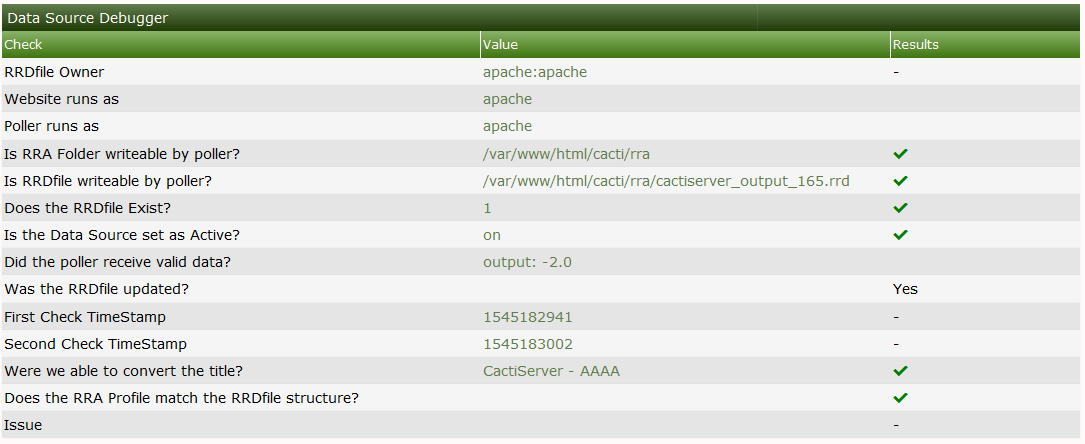 Data Source Debugger
Check Value Results
RRDfile Owner apache:apache -
Website runs as apache
Poller runs as apache
Is RRA Folder writeable by poller? /var/www/html/cacti/rra ✔
Is RRDfile writeable by poller? /var/www/html/cacti/rra/cactiserver_output_165.rrd ✔
Does the RRDfile Exist? 1 ✔
Is the Data Source set as Active? on ✔
Did the poller receive valid data? output: -2.0
Was the RRDfile updated? Yes
First Check TimeStamp 1545182941 -
Second Check TimeStamp 1545183002 -
Were we able to convert the title? CactiServer - AAAA ✔
Does the RRA Profile match the RRDfile structure? ✔
Issue -